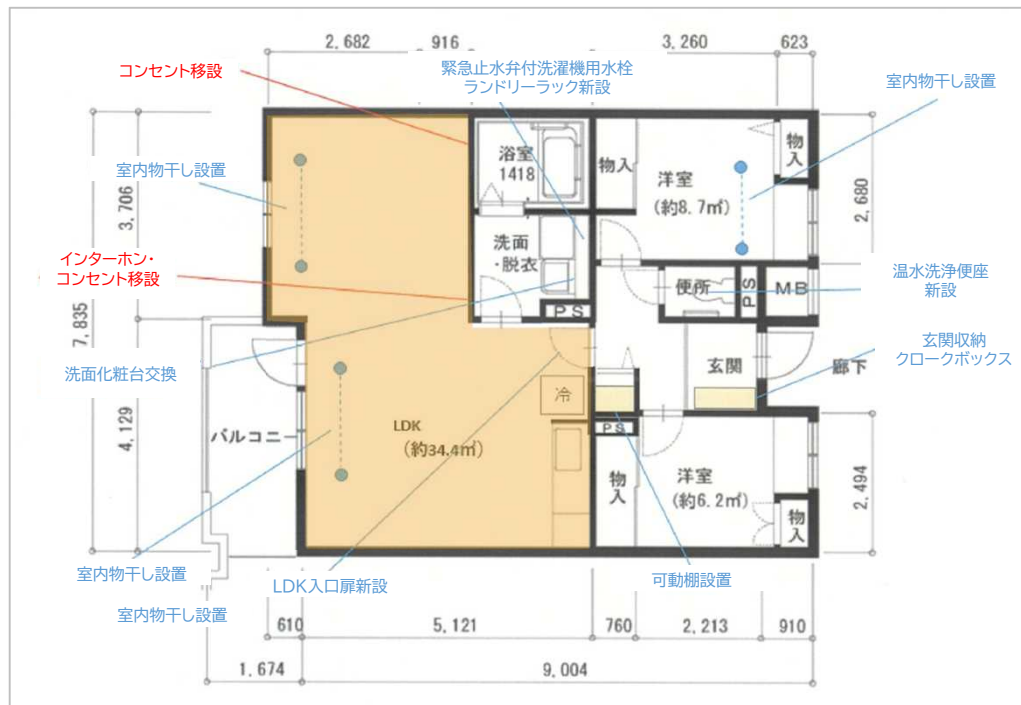 2,682
916
3,260
623
コンセント移設
緊急止水弁付洗濯機用水栓
ランドリーラック新設
室内物干し設置
室内物干し設置
浴室
1418
物入
洋室
(約8.7㎡)
物入
3,706
2,680
洗面
・脱衣
インターホン・
コンセント移設
便所
PS
MB
温水洗浄便座
新設
PS
7,835
玄関
廊下
玄関収納
クロークボックス
洗面化粧台交換
冷
4,129
バルコニー
LDK
(約34.4㎡)
PS
物入
洋室
(約6.2㎡)
物入
2,494
室内物干し設置
LDK入口扉新設
可動棚設置
室内物干し設置
610
5,121
760
2,213
910
1,674
9,004